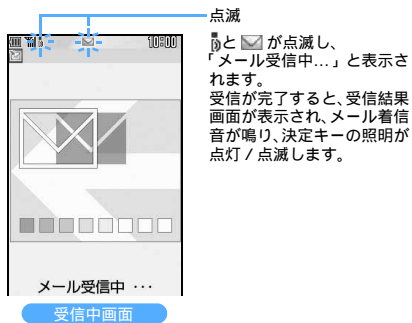 点滅
10:00
と が点滅し、
「メール受信中...」と表示さ
れます。
受信が完了すると、受信結果
画面が表示され、メール着信
音が鳴り、決定キーの照明が
点灯 / 点滅します。
メール受信中 ･･･
受信中画面